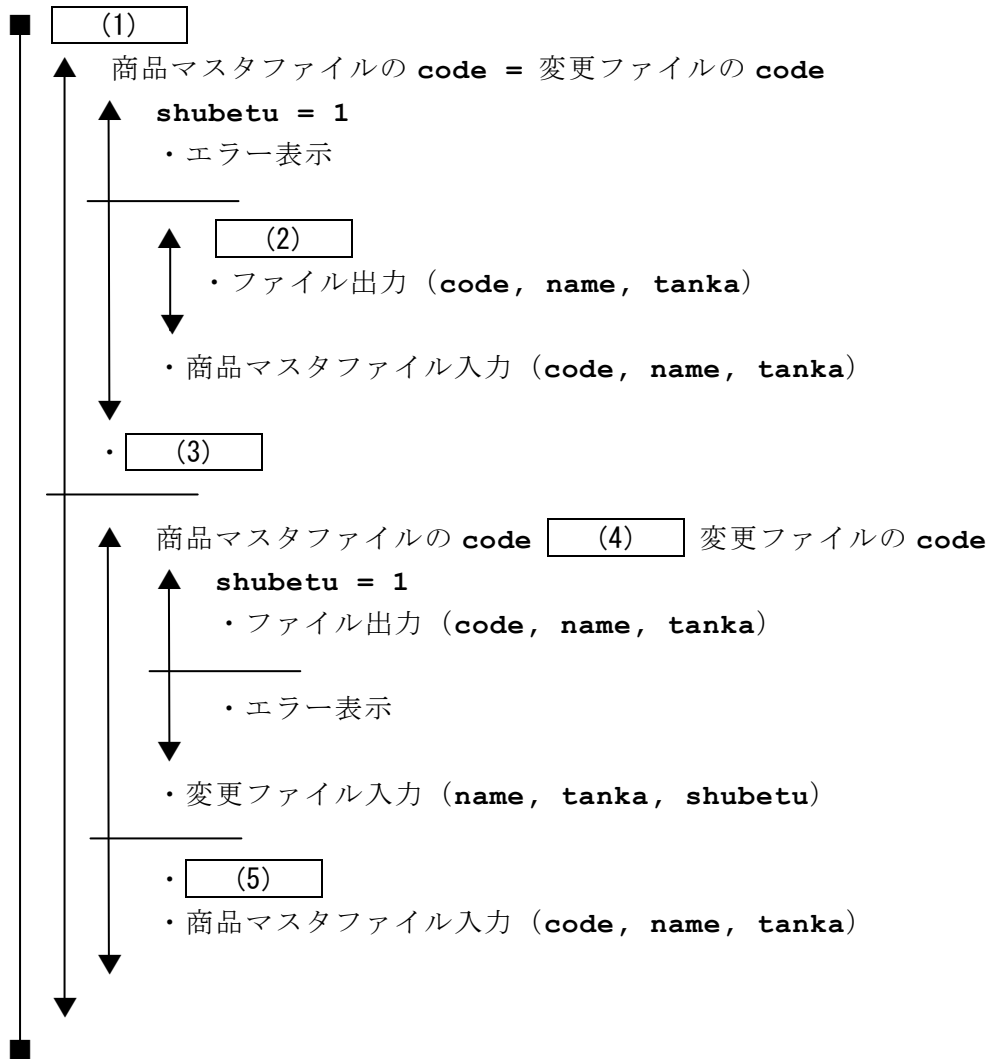 (1)
商品マスタファイルの code = 変更ファイルの code
shubetu = 1
・エラー表示
(2)
・ファイル出力（code, name, tanka）
・商品マスタファイル入力（code, name, tanka）
・ (3)
商品マスタファイルの code (4) 変更ファイルの code
shubetu = 1
・ファイル出力（code, name, tanka）
・エラー表示
・変更ファイル入力（name, tanka, shubetu）
・ (5)
・商品マスタファイル入力（code, name, tanka）